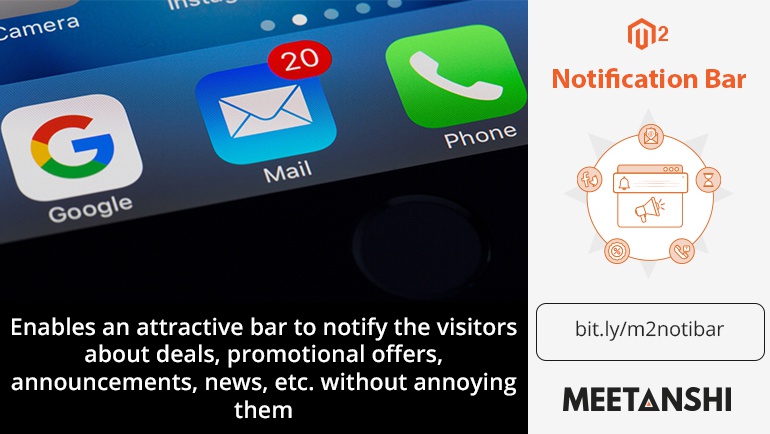 Camera
Instag
20
Google
Mail
Phone
Enables an attractive bar to notify the visitors
about deals, promotional offers,
announcements, news, etc. without annoying
them
2
Notification Bar
bit.ly/m2notibar
MEETANSHI